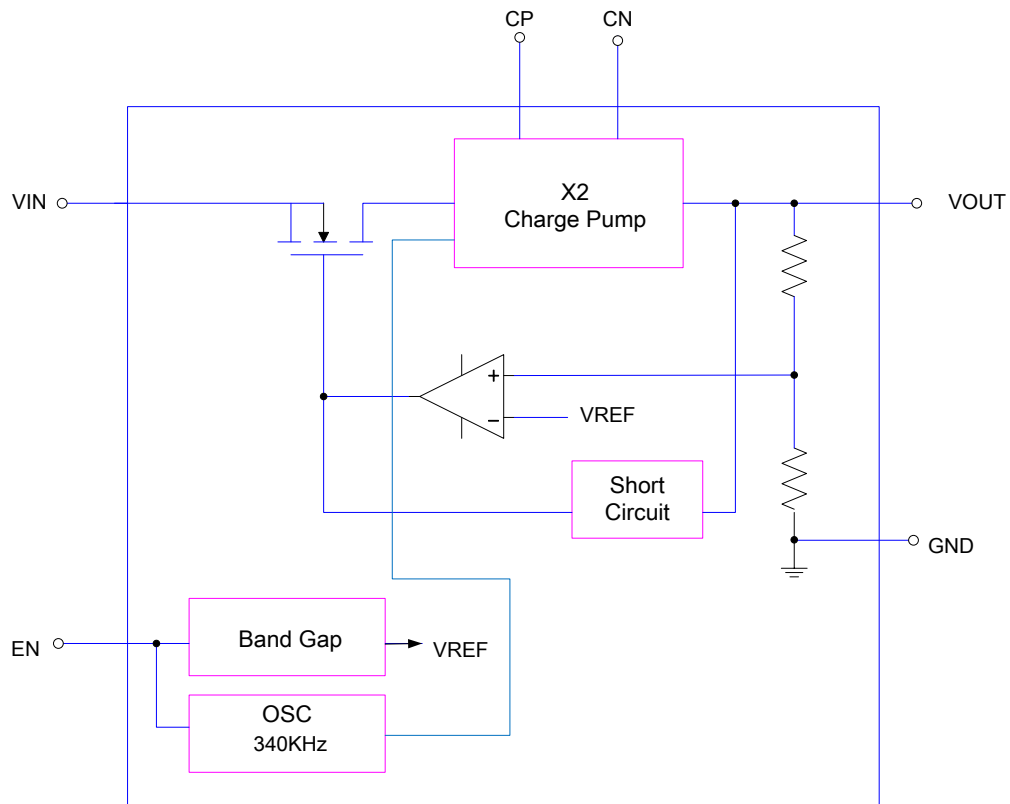 CP
CN
VIN
X2
Charge Pump
VOUT
+
−
VREF
Short
Circuit
GND
EN
Band Gap
VREF
OSC
340KHz